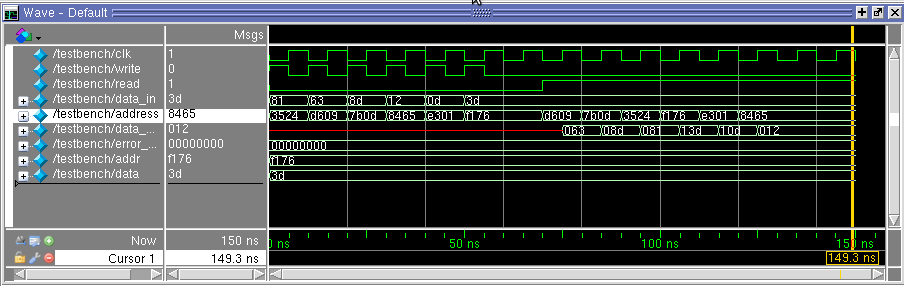 Wave - Default
Msgs
/testbench/clk 1
/testbench/write 0
/testbench/read 1
/testbench/data_in 3d 81 63 8d 12 0d 3d
/testbench/address 8465 3524 d609 7b0d 8465 e301 f176 d609 7b0d 3524 f176 e301 8465
/testbench/data_... 012 063 08d 081 13d 10d 012
/testbench/error_... 00000000 00000000
/testbench/addr f176 f176
/testbench/data 3d 3d
Now 150 ns 0 ns 50 ns 100 ns 150 ns
Cursor 1 149.3 ns 149.3 ns